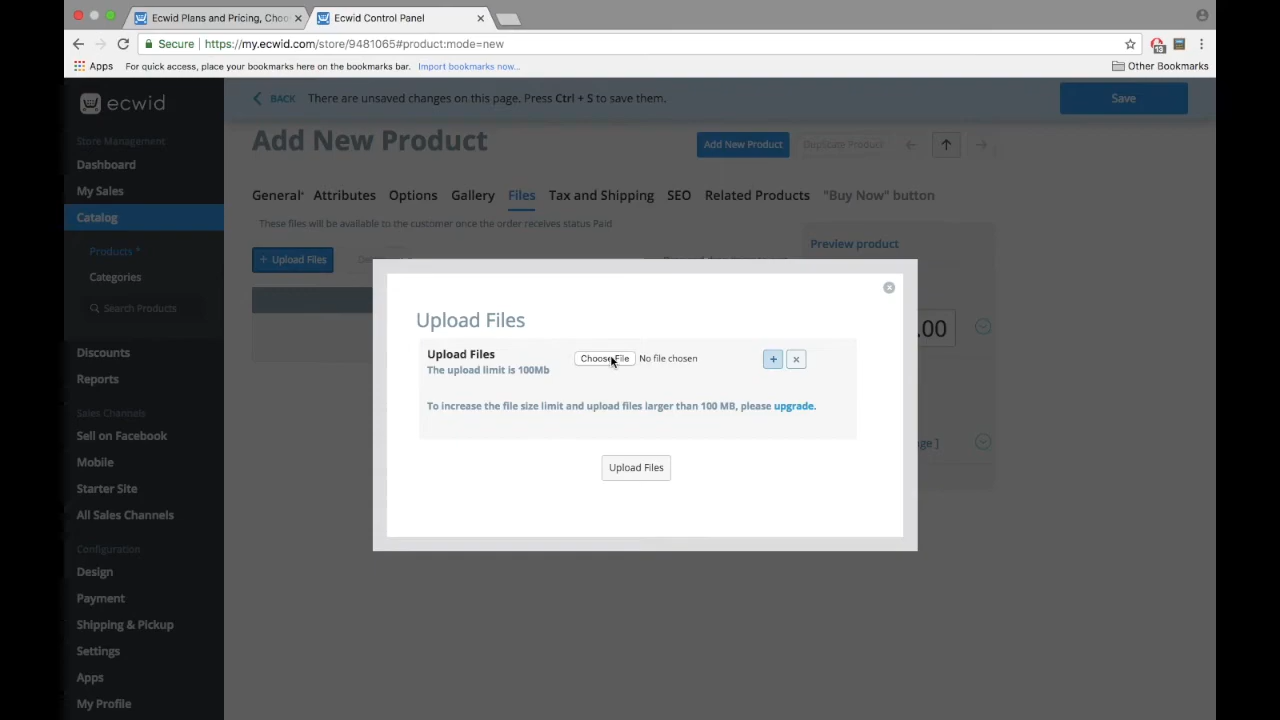 Ecwid Plans and Pricing, Choo
Ecwid Control Panel
Secure
https://my.ecwid.com/store/9481065#product:mode=new
13
Apps
For quick access, place your bookmarks here on the bookmarks bar. Import bookmarks now...
Other Bookmarks
ecwid
BACK
There are unsaved changes on this page. Press Ctrl + S to save them.
Save
Store Management
Dashboard
My Sales
Catalog
Products *
Categories
Search Products
Discounts
Reports
Sales Channels
Sell on Facebook
Mobile
Starter Site
All Sales Channels
Configuration
Design
Payment
Shipping & Pickup
Settings
Apps
My Profile
Add New Product
Add New Product
Duplicate Product
General* Attributes Options Gallery Files Tax and Shipping SEO Related Products "Buy Now" button
These files will be available to the customer once the order receives status Paid
+ Upload Files
Preview product
.00
ge ]
Upload Files
Upload Files
The upload limit is 100Mb
Choose File No file chosen
+ x
To increase the file size limit and upload files larger than 100 MB, please upgrade.
Upload Files